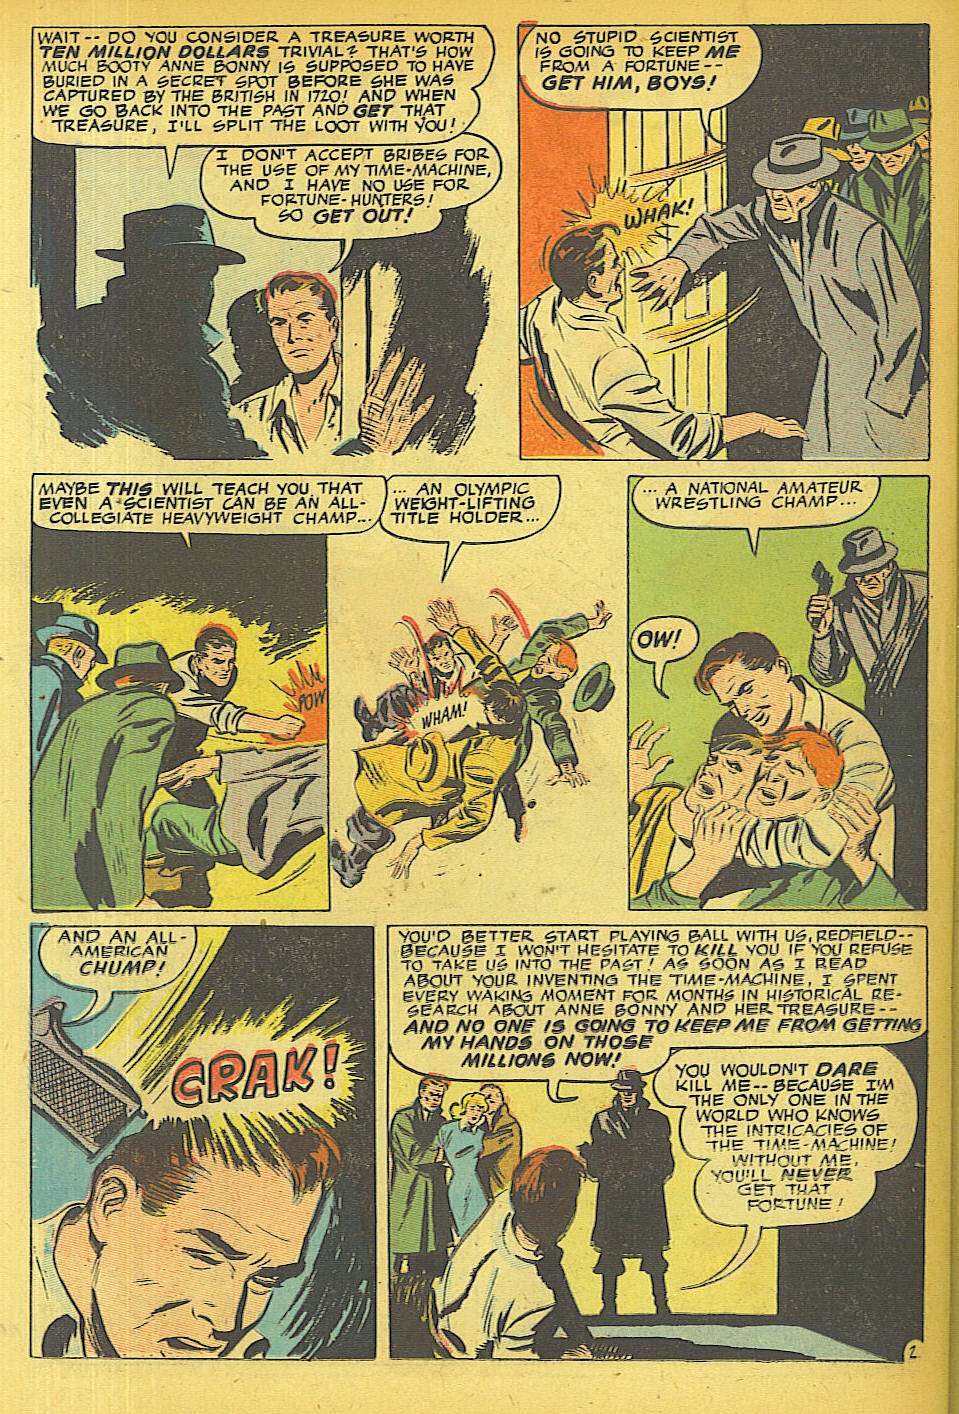 WAIT-- DO YOU CONSIDER A TREASURE WORTH
TEN MILLION DOLLARS TRIVIAL? THAT'S HOW
MUCH BOOTY ANNE BONNY IS SUPPOSED TO HAVE
BURIED IN A SECRET SPOT BEFORE SHE WAS
CAPTURED BY THE BRITISH IN 1720! AND WHEN
WE GO BACK INTO THE PAST AND GET THAT
TREASURE, I'LL SPLIT THE LOOT WITH YOU!
I DON'T ACCEPT BRIBES FOR
THE USE OF MY TIME-MACHINE,
AND I HAVE NO USE FOR
FORTUNE-HUNTERS!
SO GET OUT!
NO STUPID SCIENTIST
IS GOING TO KEEP ME
FROM A FORTUNE--
GET HIM, BOYS!
WHAK!
MAYBE THIS WILL TEACH YOU THAT
EVEN A SCIENTIST CAN BE AN ALL-
COLLEGIATE HEAVYWEIGHT CHAMP...
POW
... AN OLYMPIC
WEIGHT-LIFTING
TITLE HOLDER...
WHAM!
... A NATIONAL AMATEUR
WRESTLING CHAMP...
OW!
AND AN ALL-
AMERICAN
CHUMP!
CRAK!
YOU'D BETTER START PLAYING BALL WITH US, REDFIELD--
BECAUSE I WON'T HESITATE TO KILL YOU IF YOU REFUSE
TO TAKE US INTO THE PAST! AS SOON AS I READ
ABOUT YOUR INVENTING THE TIME-MACHINE, I SPENT
EVERY WAKING MOMENT FOR MONTHS IN HISTORICAL RE-
SEARCH ABOUT ANNE BONNY AND HER TREASURE--
AND NO ONE IS GOING TO KEEP ME FROM GETTING
MY HANDS ON THOSE
MILLIONS NOW!
YOU WOULDN'T DARE
KILL ME-- BECAUSE I'M
THE ONLY ONE IN THE
WORLD WHO KNOWS
THE INTRICACIES OF
THE TIME-MACHINE!
WITHOUT ME,
YOU'LL NEVER
GET THAT
FORTUNE!
2